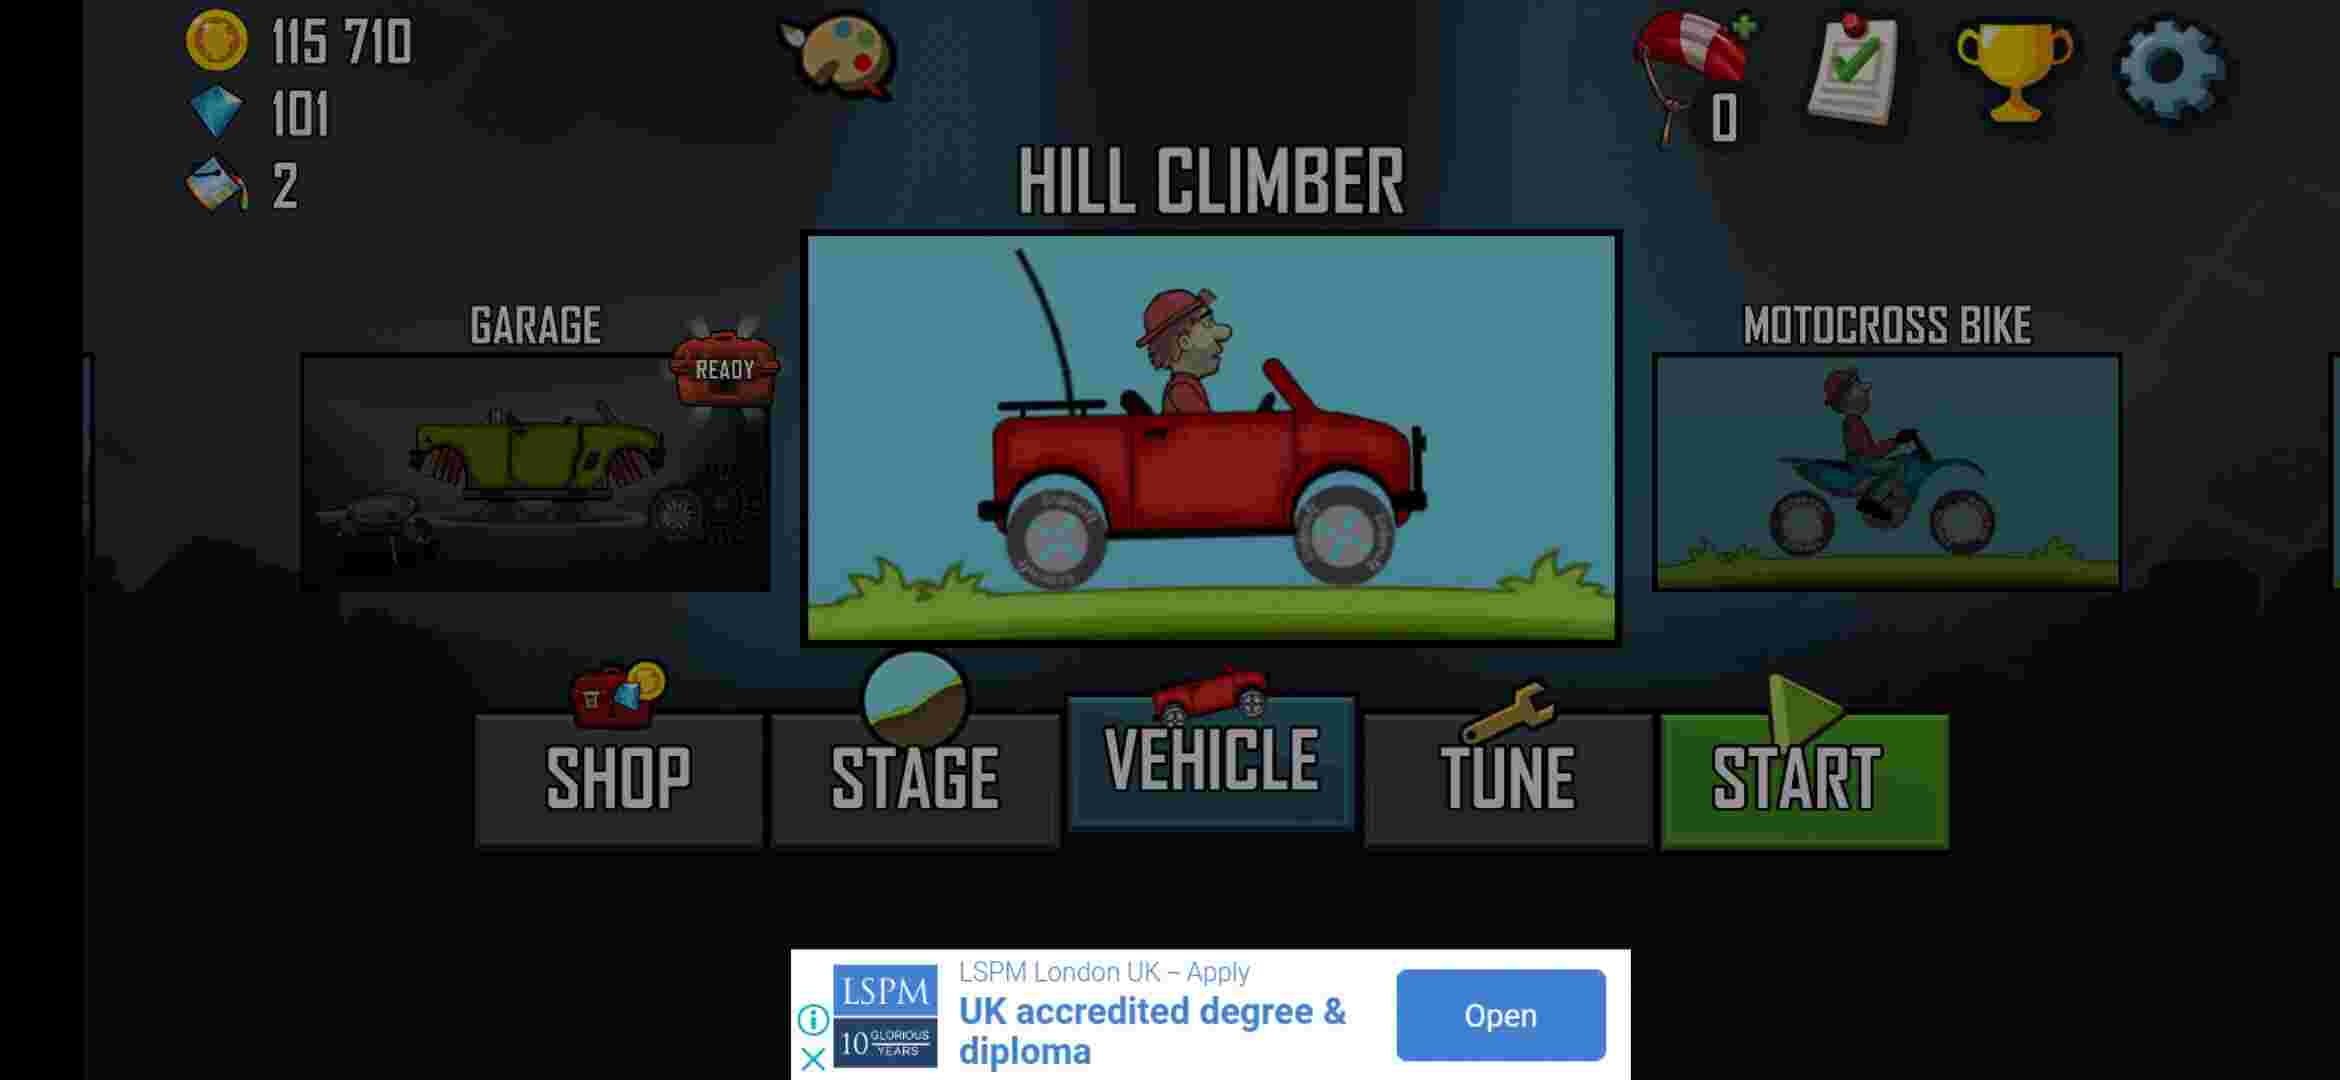 115 710
101
2
0
HILL CLIMBER
GARAGE
READY
MOTOCROSS BIKE
SHOP
STAGE
VEHICLE
TUNE
START
LSPM
10 GLORIOUS YEARS
LSPM London UK – Apply
UK accredited degree &
diploma
Open